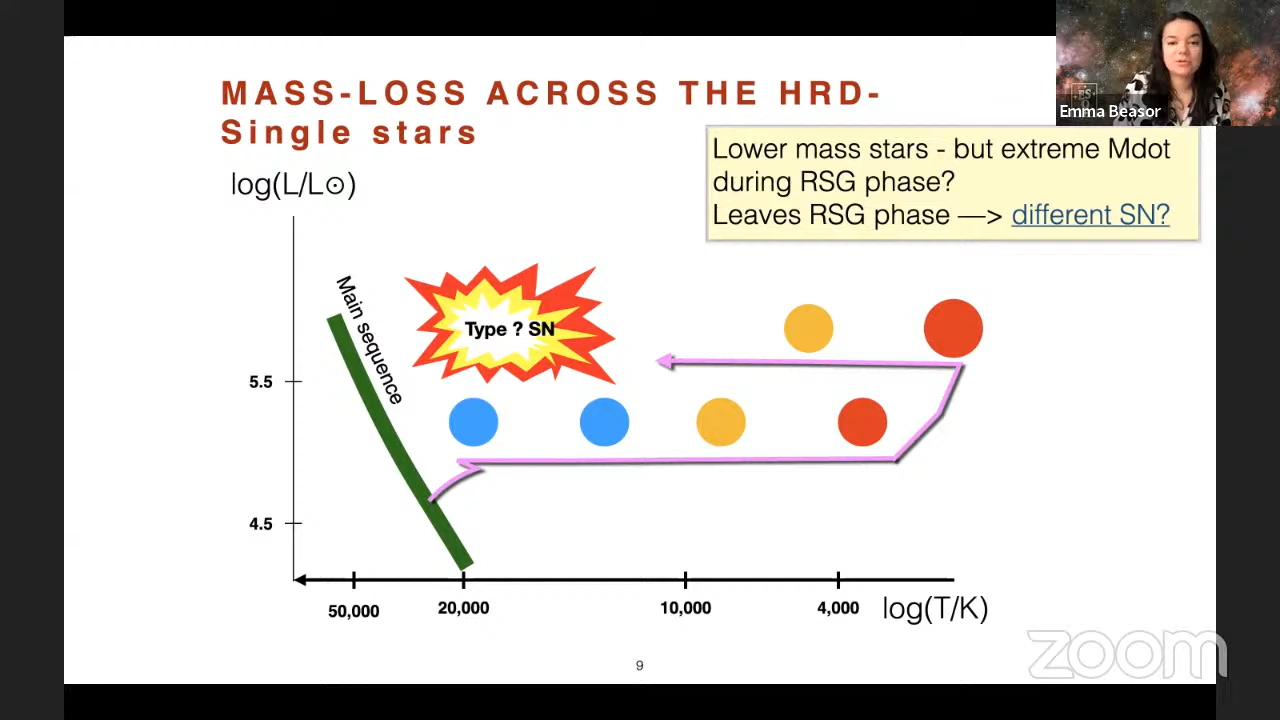 MASS-LOSS ACROSS THE HRD-
Single stars
Emma Beasor
Lower mass stars - but extreme Mdot
during RSG phase?
Leaves RSG phase —> different SN?
log(L/L⊙)
Main sequence
Type ? SN
5.5
4.5
50,000
20,000
10,000
4,000
log(T/K)
9
zoom